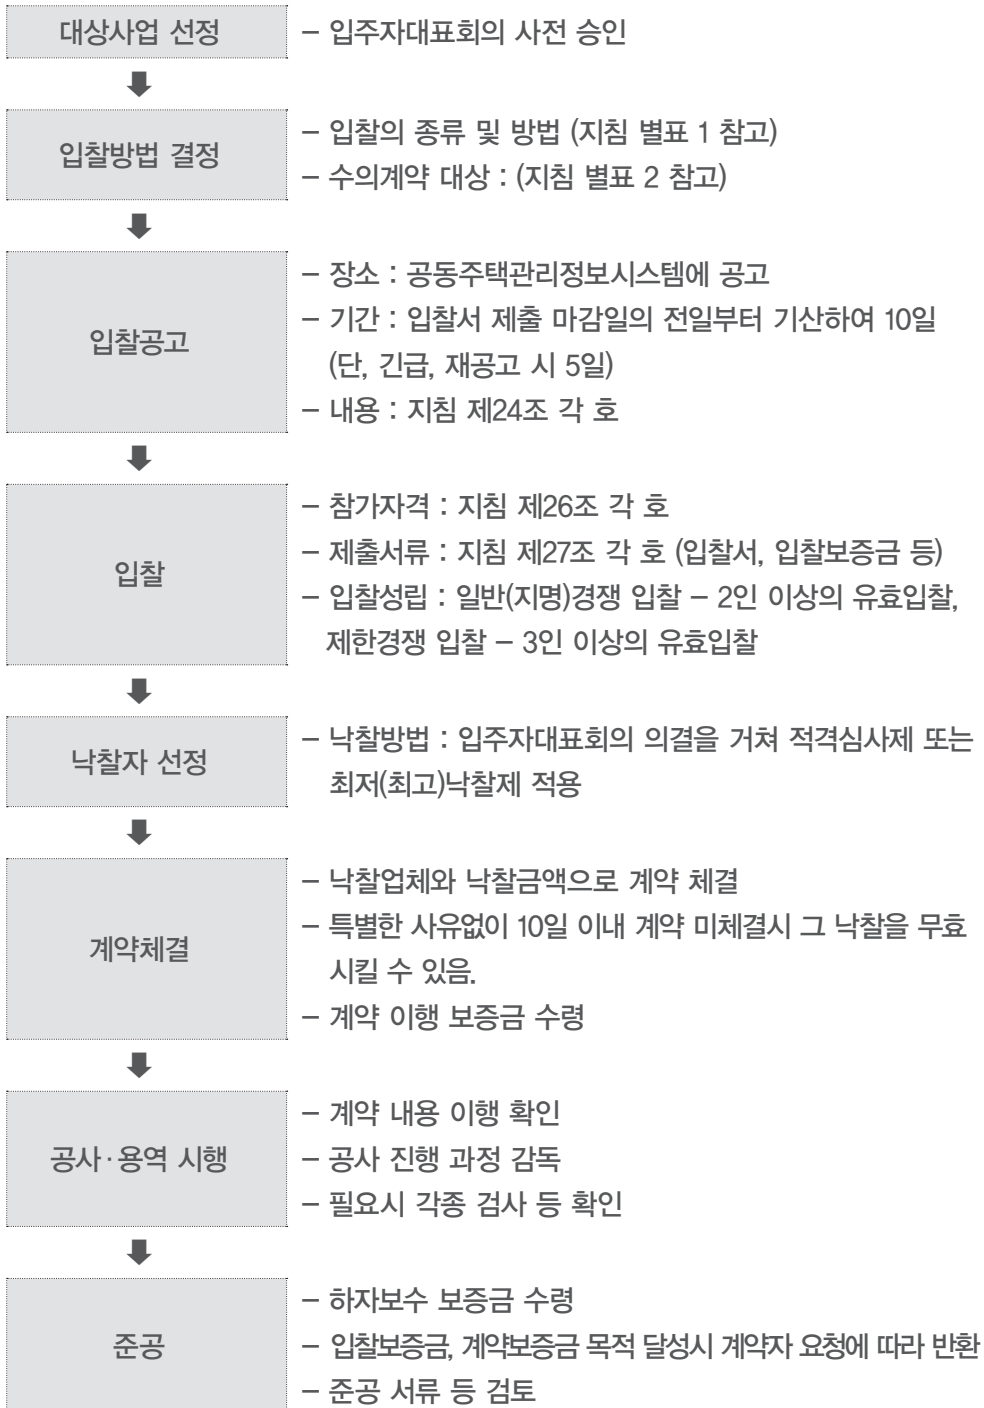 대상사업 선정
– 입주자대표회의 사전 승인
입찰방법 결정
– 입찰의 종류 및 방법 (지침 별표 1 참고)
– 수의계약 대상 : (지침 별표 2 참고)
입찰공고
– 장소 : 공동주택관리정보시스템에 공고
– 기간 : 입찰서 제출 마감일의 전일부터 기산하여 10일
(단, 긴급, 재공고 시 5일)
– 내용 : 지침 제24조 각 호
입찰
– 참가자격 : 지침 제26조 각 호
– 제출서류 : 지침 제27조 각 호 (입찰서, 입찰보증금 등)
– 입찰성립 : 일반(지명)경쟁 입찰 – 2인 이상의 유효입찰,
제한경쟁 입찰 – 3인 이상의 유효입찰
낙찰자 선정
– 낙찰방법 : 입주자대표회의 의결을 거쳐 적격심사제 또는
최저(최고)낙찰제 적용
계약체결
– 낙찰업체와 낙찰금액으로 계약 체결
– 특별한 사유없이 10일 이내 계약 미체결시 그 낙찰을 무효
시킬 수 있음.
– 계약 이행 보증금 수령
공사·용역 시행
– 계약 내용 이행 확인
– 공사 진행 과정 감독
– 필요시 각종 검사 등 확인
준공
– 하자보수 보증금 수령
– 입찰보증금, 계약보증금 목적 달성시 계약자 요청에 따라 반환
– 준공 서류 등 검토